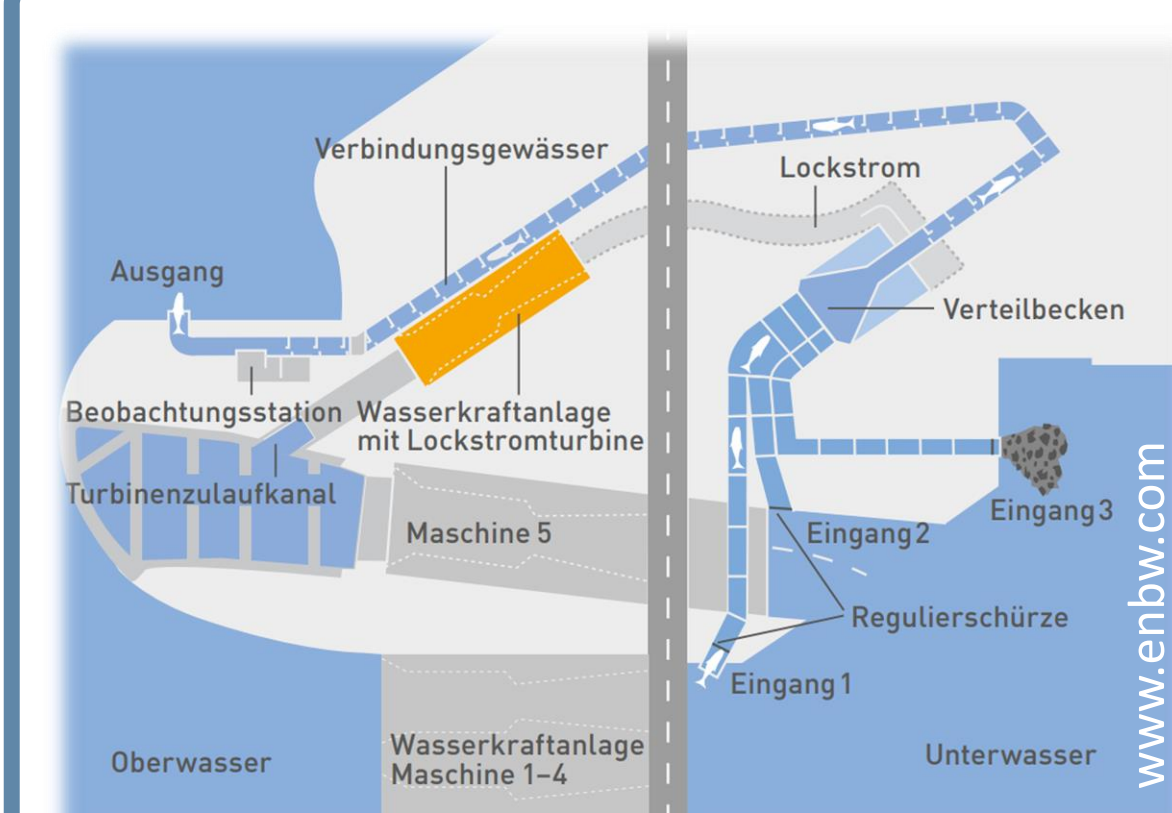 Verbindungsgewässer
Lockstrom
Ausgang
Verteilbecken
Beobachtungsstation
Wasserkraftanlage
mit Lockstromturbine
Turbinenzulaufkanal
Maschine 5
Eingang 2
Eingang 3
Regulierschürze
Eingang 1
Wasserkraftanlage
Maschine 1–4
Oberwasser
Unterwasser
www.enbw.com